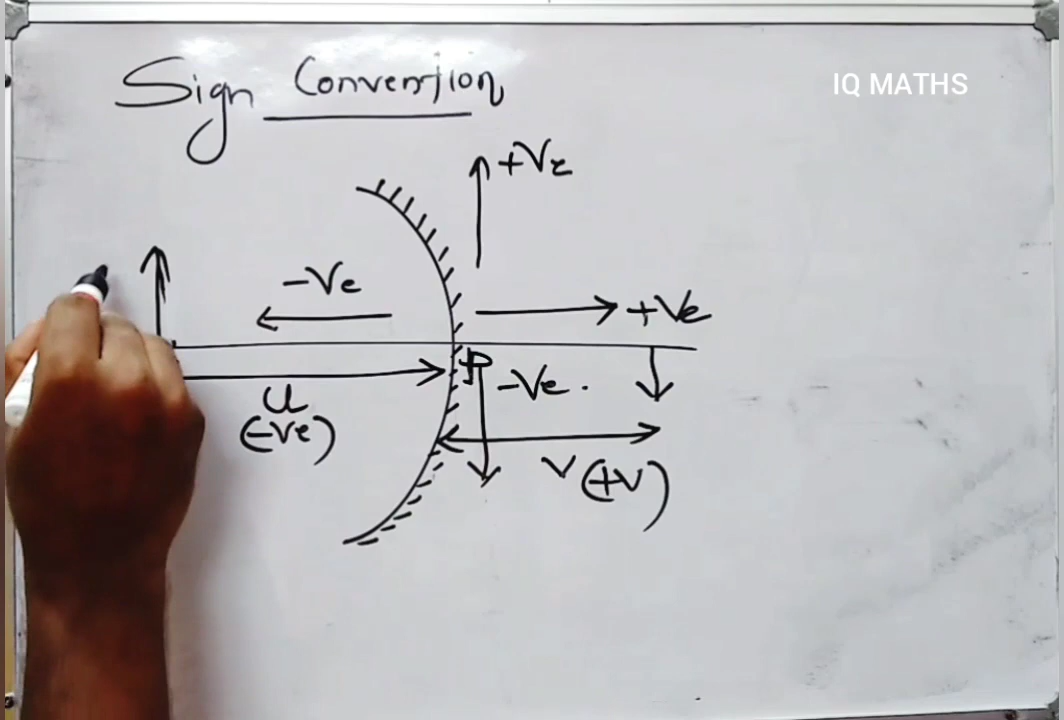 Sign Convention
IQ MATHS
+Ve
-Ve
+Ve
P
-Ve.
u
(-ve)
v (+v)